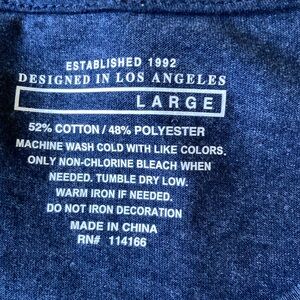 ESTABLISHED 1992
DESIGNED IN LOS ANGELES
LARGE
52% COTTON / 48% POLYESTER
MACHINE WASH COLD WITH LIKE COLORS.
ONLY NON-CHLORINE BLEACH WHEN
NEEDED. TUMBLE DRY LOW.
WARM IRON IF NEEDED.
DO NOT IRON DECORATION
MADE IN CHINA
RN# 114166